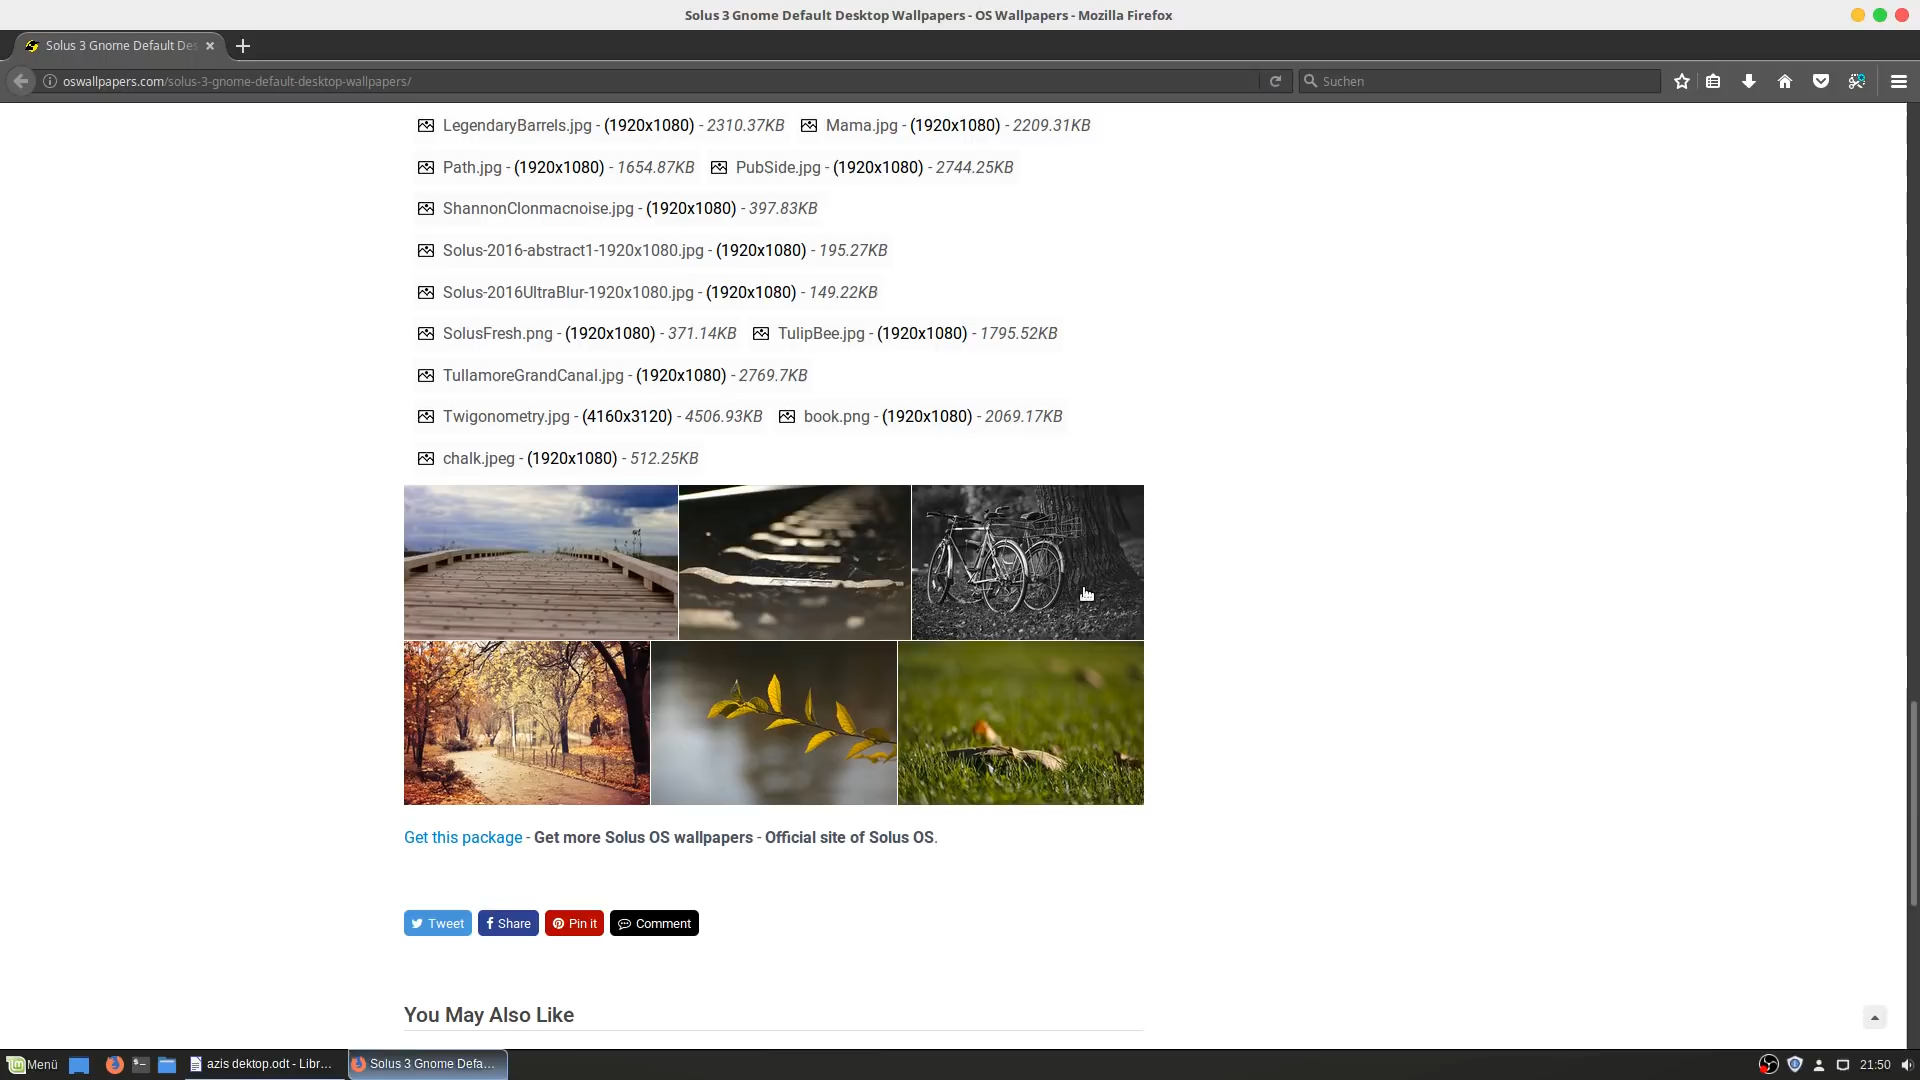 Solus 3 Gnome Default Desktop Wallpapers - OS Wallpapers - Mozilla Firefox
Solus 3 Gnome Default Des
oswallpapers.com/solus-3-gnome-default-desktop-wallpapers/
Suchen
LegendaryBarrels.jpg - (1920x1080) - 2310.37KB Mama.jpg - (1920x1080) - 2209.31KB
Path.jpg - (1920x1080) - 1654.87KB PubSide.jpg - (1920x1080) - 2744.25KB
ShannonClonmacnoise.jpg - (1920x1080) - 397.83KB
Solus-2016-abstract1-1920x1080.jpg - (1920x1080) - 195.27KB
Solus-2016UltraBlur-1920x1080.jpg - (1920x1080) - 149.22KB
SolusFresh.png - (1920x1080) - 371.14KB TulipBee.jpg - (1920x1080) - 1795.52KB
TullamoreGrandCanal.jpg - (1920x1080) - 2769.7KB
Twigonometry.jpg - (4160x3120) - 4506.93KB book.png - (1920x1080) - 2069.17KB
chalk.jpeg - (1920x1080) - 512.25KB
Get this package - Get more Solus OS wallpapers - Official site of Solus OS.
Tweet Share Pin it Comment
You May Also Like
Menü azis dektop.odt - Libr... Solus 3 Gnome Defa... 21:50